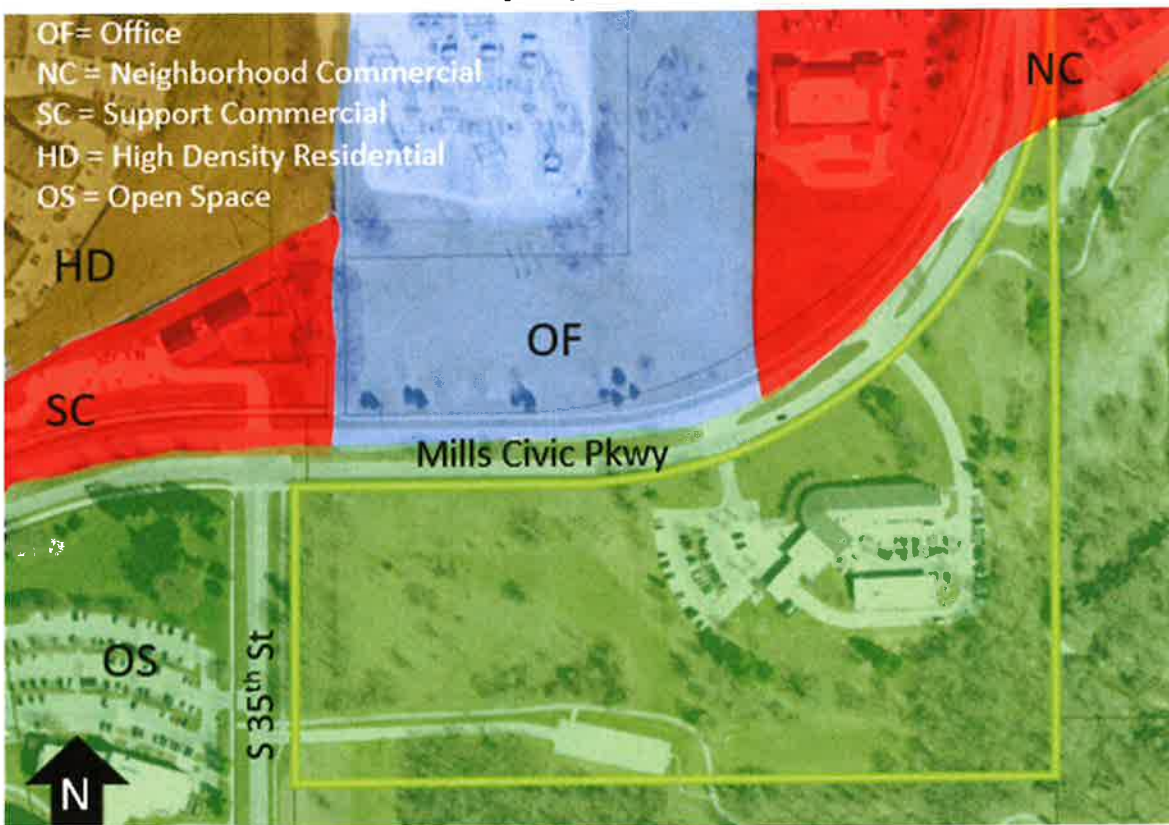 OF= Office
NC = Neighborhood Commercial
SC = Support Commercial
HD = High Density Residential
OS = Open Space
NC
HD
OF
SC
Mills Civic Pkwy
OS
S 35th St
N